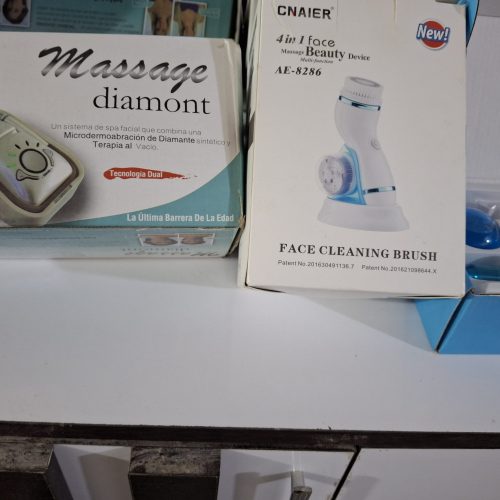 Massage
diamont
Un sistema de spa facial que combina una
Microdermoabración de Diamante sintético y
Terapia al Vacío.
Tecnología Dual
La Última Barrera De La Edad
CNAIER®
New!
4 in 1 face
Massage Beauty Device
Multi-function
AE-8286
FACE CLEANING BRUSH
Patent No.201630491136.7 Patent No.201621098644.X